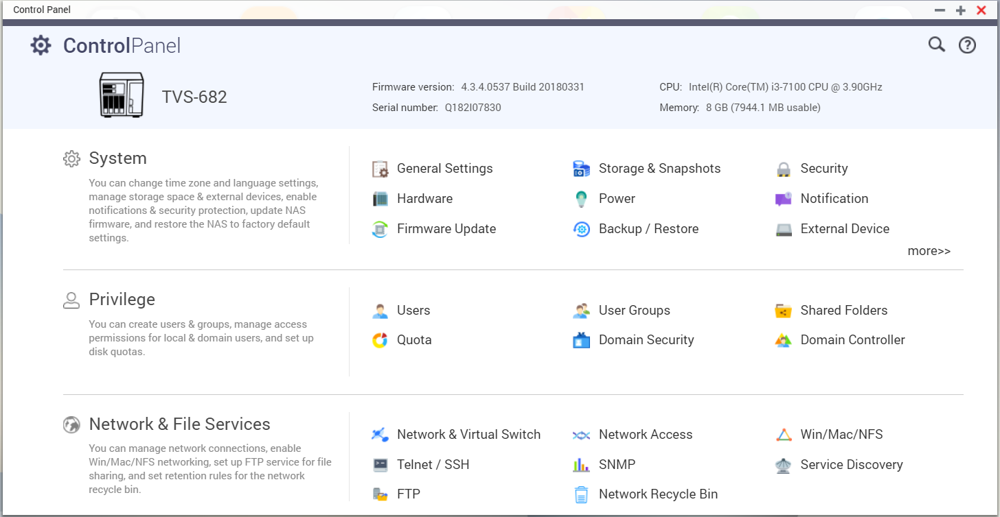 Control Panel
ControlPanel
TVS-682
Firmware version: 4.3.4.0537 Build 20180331
Serial number: Q182I07830
CPU: Intel(R) Core(TM) i3-7100 CPU @ 3.90GHz
Memory: 8 GB (7944.1 MB usable)
System
You can change time zone and language settings,
manage storage space & external devices, enable
notifications & security protection, update NAS
firmware, and restore the NAS to factory default
settings.
General Settings
Storage & Snapshots
Security
Hardware
Power
Notification
Firmware Update
Backup / Restore
External Device
more>>
Privilege
You can create users & groups, manage access
permissions for local & domain users, and set up
disk quotas.
Users
User Groups
Shared Folders
Quota
Domain Security
Domain Controller
Network & File Services
You can manage network connections, enable
Win/Mac/NFS networking, set up FTP service for file
sharing, and set retention rules for the network
recycle bin.
Network & Virtual Switch
Network Access
Win/Mac/NFS
Telnet / SSH
SNMP
Service Discovery
FTP
Network Recycle Bin